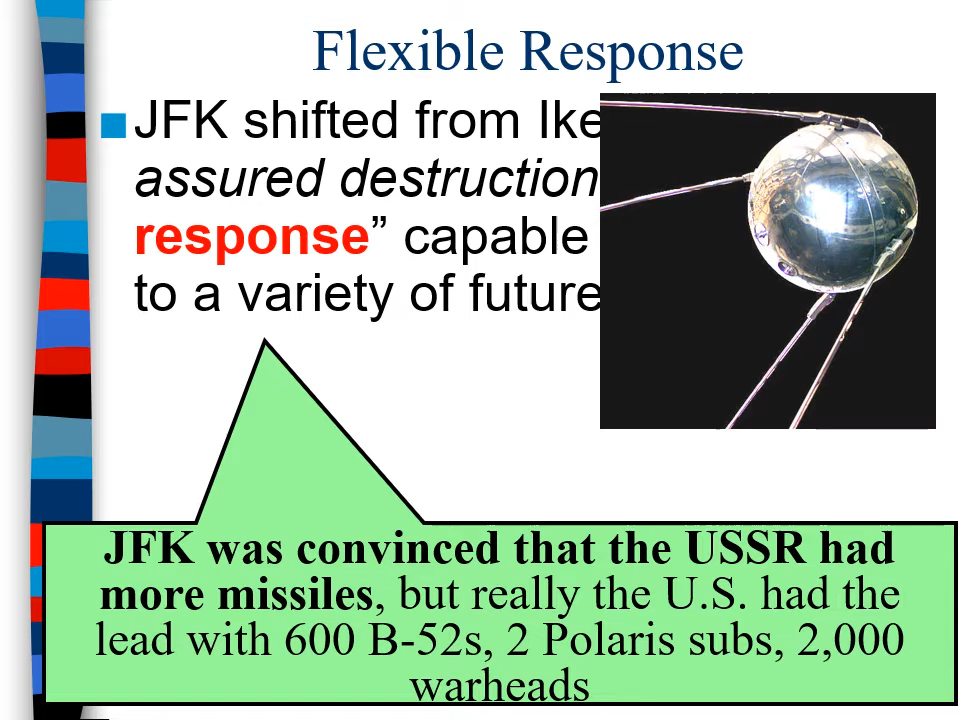 Flexible Response
JFK shifted from Ike
assured destruction
response” capable
to a variety of future
JFK was convinced that the USSR had
more missiles, but really the U.S. had the
lead with 600 B-52s, 2 Polaris subs, 2,000
warheads